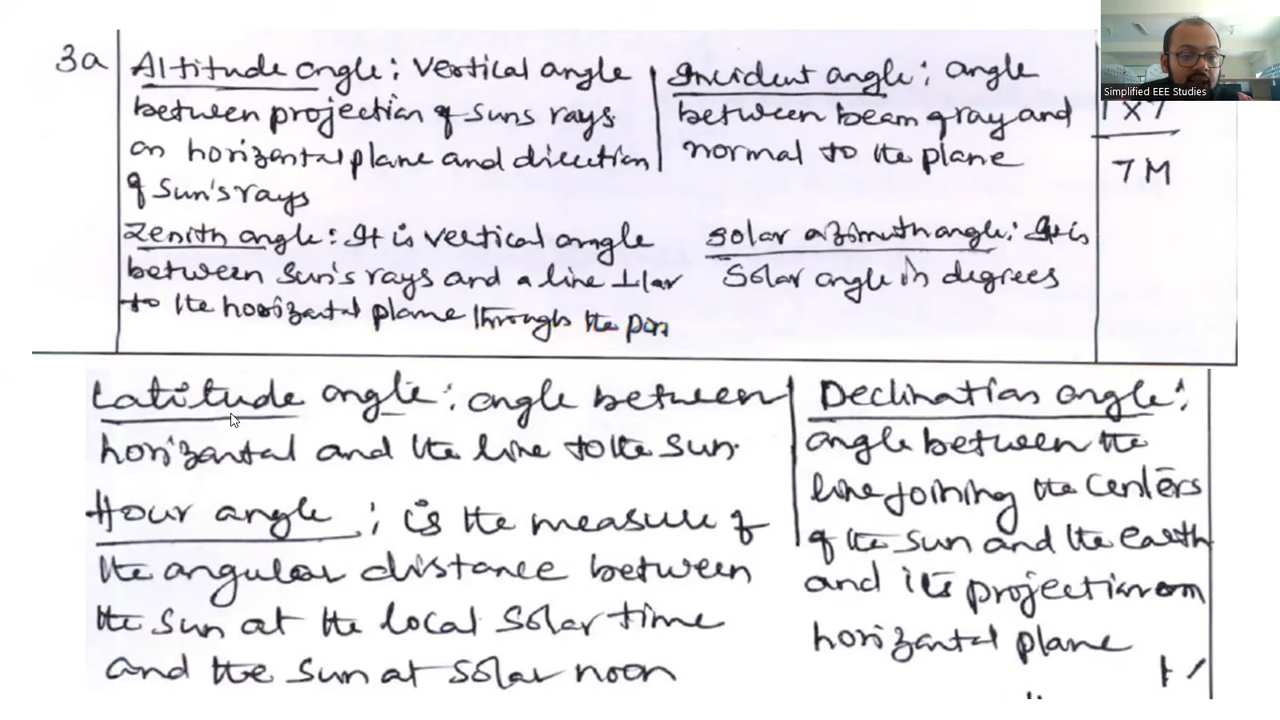 3a
Altitude angle: Vertical angle
between projection of Suns rays
on horizontal plane and direction
of Sun's rays
Incident angle: angle
between beam of ray and
normal to the plane
Simplified EEE Studies
1 x 7
7 M
Zenith angle: It is vertical angle
between Sun's rays and a line ⊥lar
to the horizontal plane through the
Solar azimuth angle: It is
Solar angle in degrees
Latitude angle: angle between
horizontal and the line to the sun.
Hour angle: is the measure of
the angular distance between
the sun at the local solar time
and the sun at solar noon
Declination angle:
angle between the
line joining the centers
of the sun and the earth
and its projection on
horizontal plane